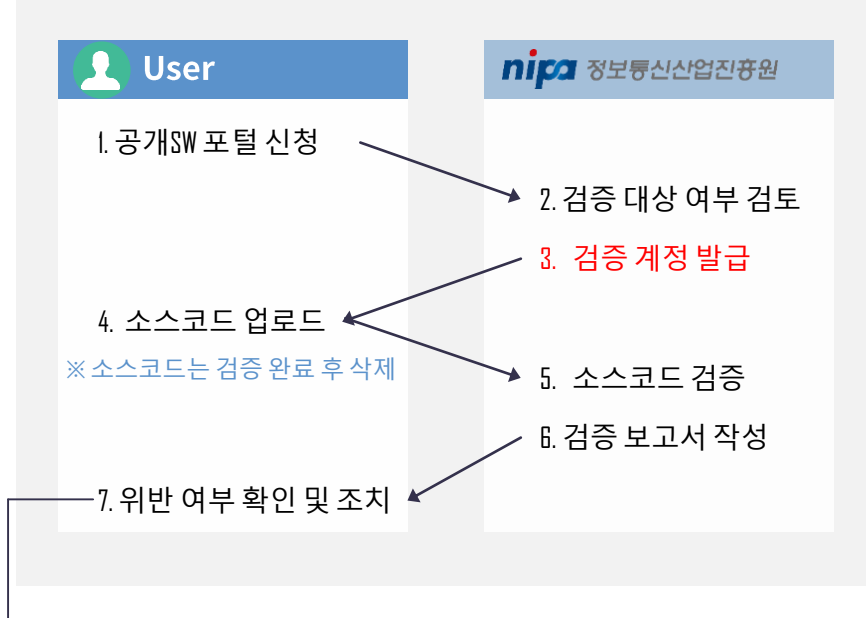 User
nipa 정보통신산업진흥원
1. 공개SW 포털 신청
2. 검증 대상 여부 검토
3. 검증 계정 발급
4. 소스코드 업로드
※ 소스코드는 검증 완료 후 삭제
5. 소스코드 검증
6. 검증 보고서 작성
7. 위반 여부 확인 및 조치